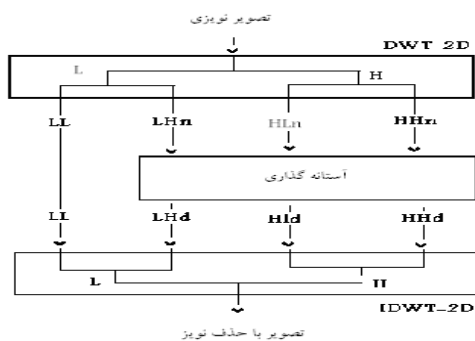 تصویر نویزی
DWT-2D
L H
LL LHn HLn HHn
آستانه گذاری
LL LHd Hld HHd
L H
IDWT-2D
تصویر با حذف نویز